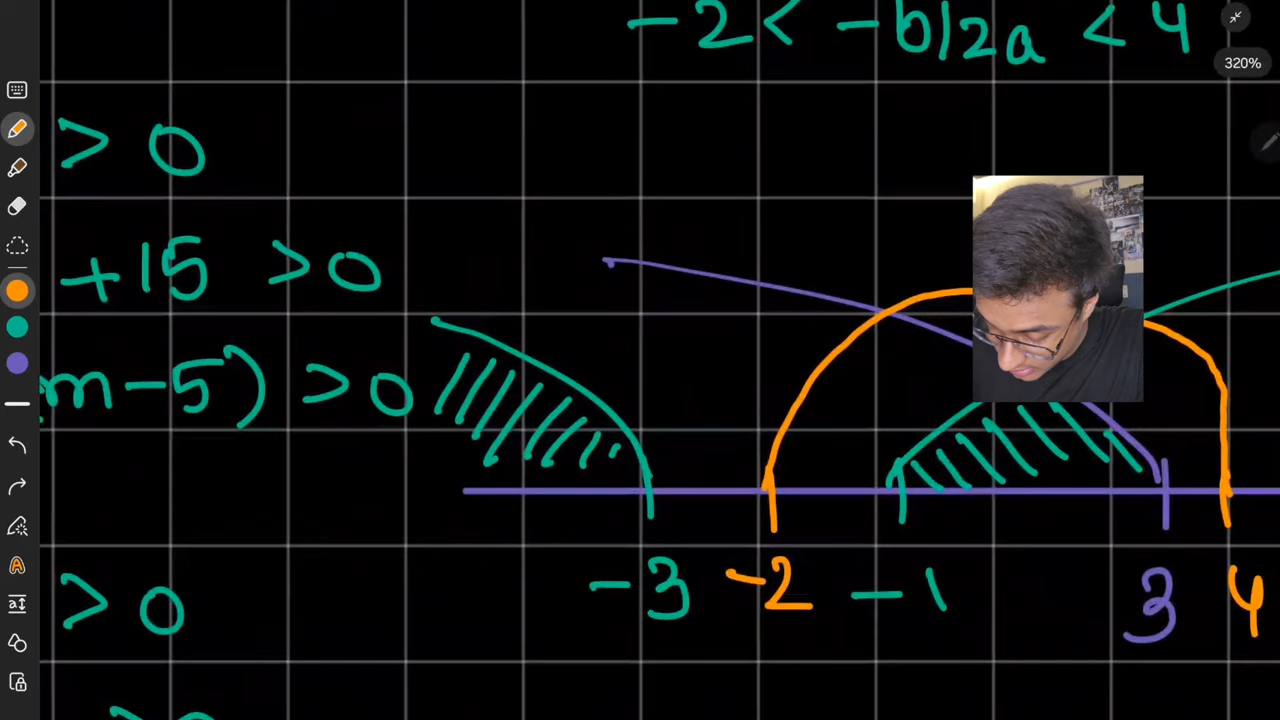 -2 < -b/2a < 4
320%
> 0
+15 > 0
m-5) > 0
-3 -2 -1 3 4
> 0